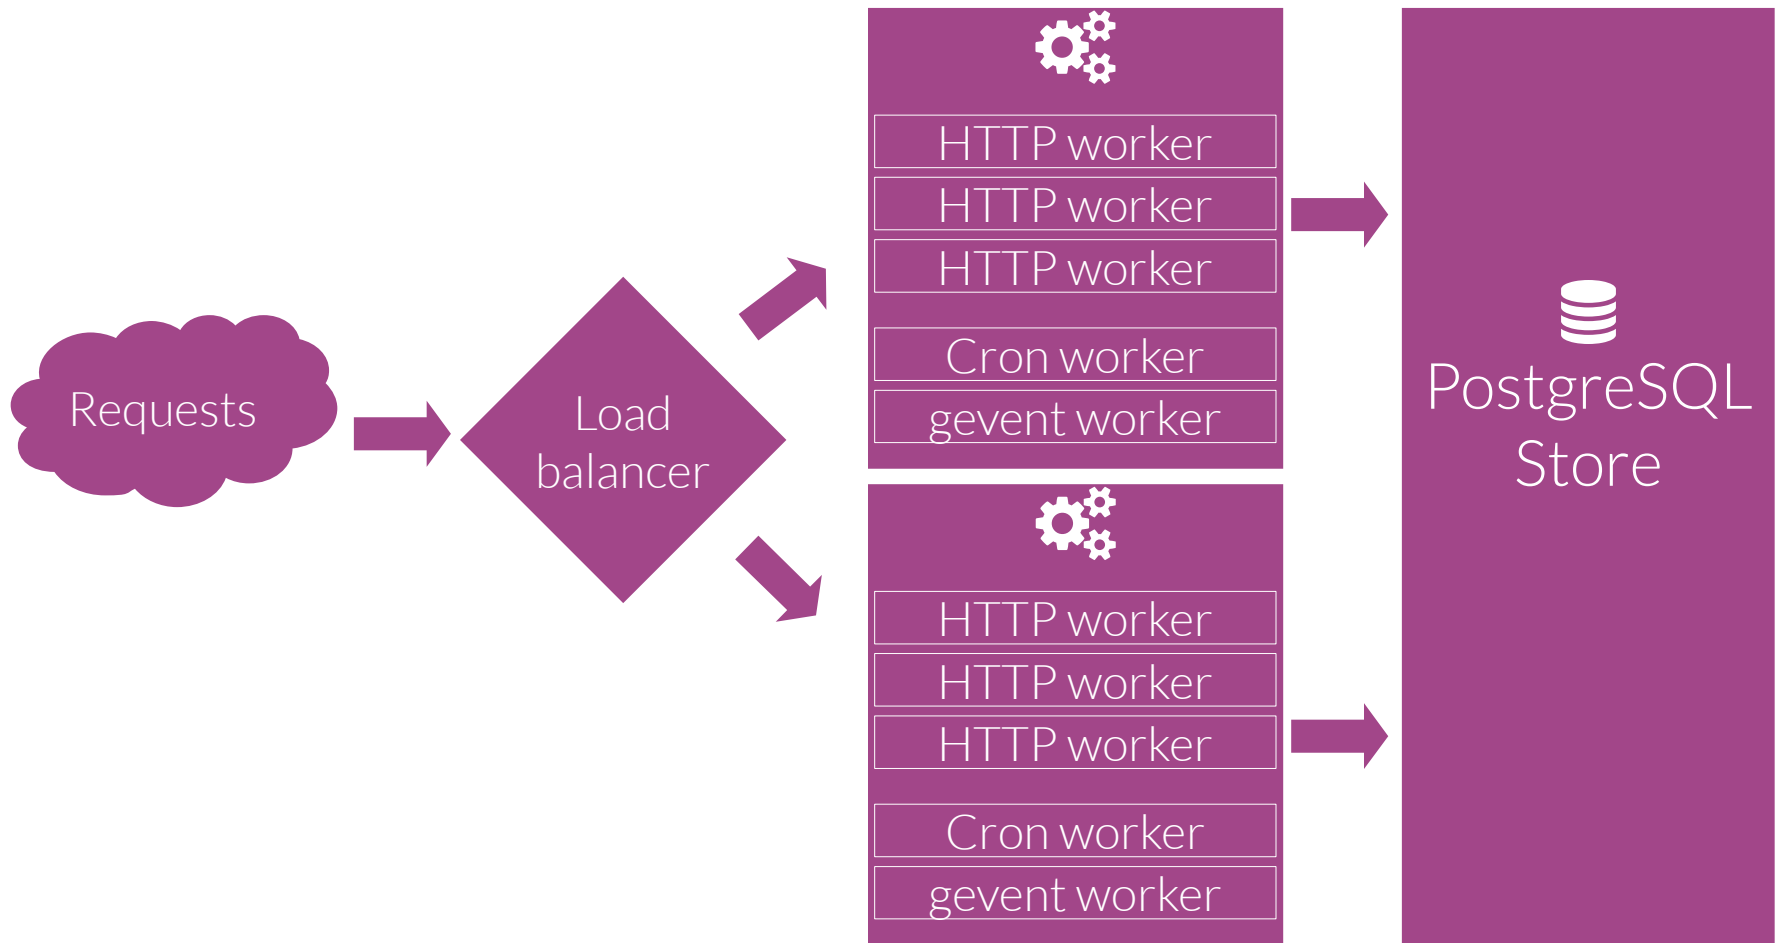 Requests
Load
balancer
HTTP worker
HTTP worker
HTTP worker
Cron worker
gevent worker
HTTP worker
HTTP worker
HTTP worker
Cron worker
gevent worker
PostgreSQL
Store